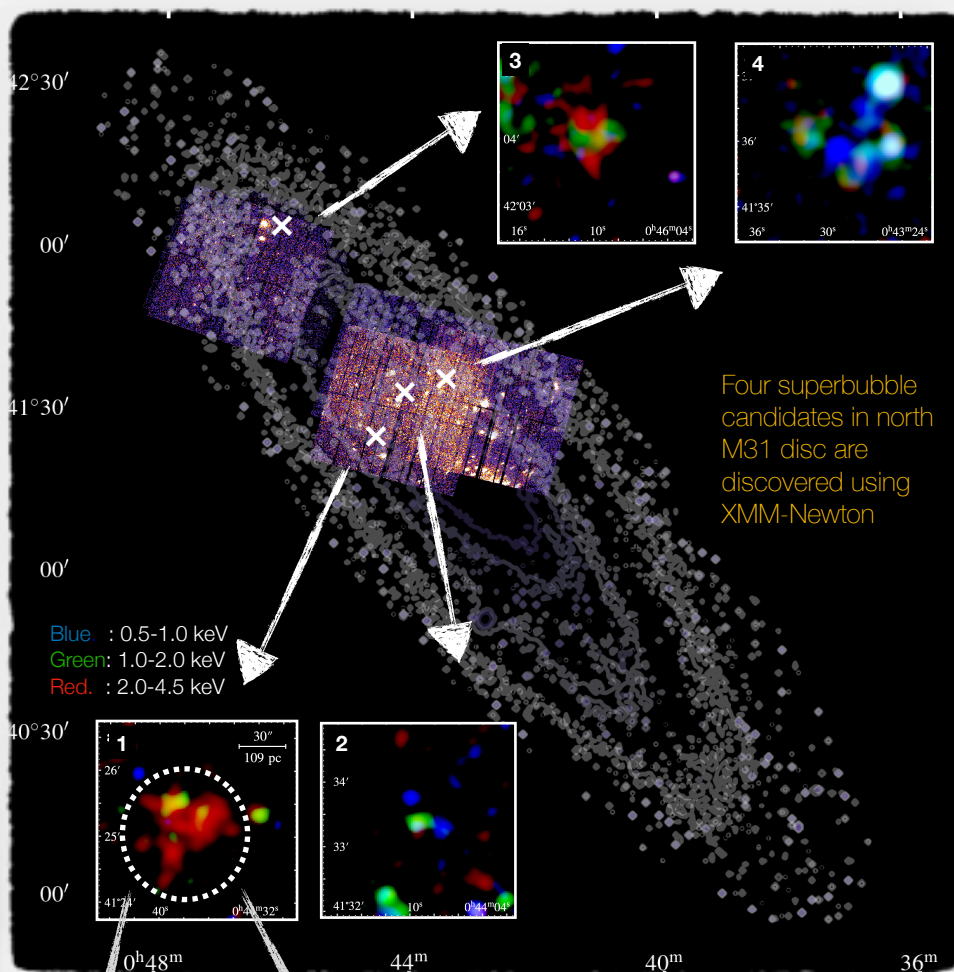 42°30′
00′
41°30′
00′
40°30′
00′
0ʰ48ᵐ
44ᵐ
40ᵐ
36ᵐ
3
04′
42°03′
16ˢ
10ˢ
0ʰ46ᵐ04ˢ
4
36′
41°35′
36ˢ
30ˢ
0ʰ43ᵐ24ˢ
Four superbubble
candidates in north
M31 disc are
discovered using
XMM-Newton
Blue : 0.5-1.0 keV
Green: 1.0-2.0 keV
Red. : 2.0-4.5 keV
1
30″
109 pc
26′
25′
41°24′
40ˢ
0ʰ44ᵐ32ˢ
2
34′
33′
41°32′
10ˢ
0ʰ44ᵐ04ˢ